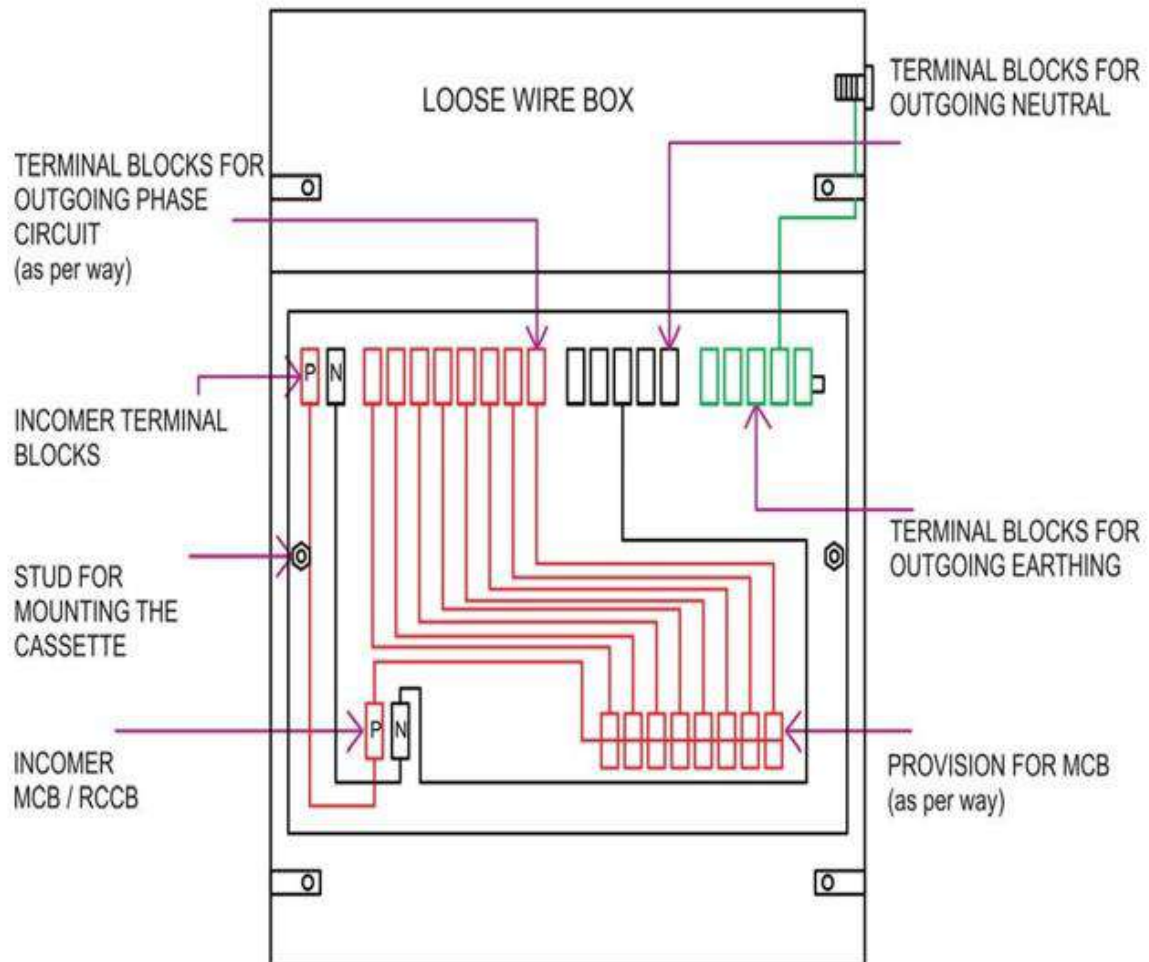 LOOSE WIRE BOX
TERMINAL BLOCKS FOR
OUTGOING NEUTRAL
TERMINAL BLOCKS FOR
OUTGOING PHASE
CIRCUIT
(as per way)
P N
INCOMER TERMINAL
BLOCKS
TERMINAL BLOCKS FOR
OUTGOING EARTHING
STUD FOR
MOUNTING THE
CASSETTE
P N
INCOMER
MCB / RCCB
PROVISION FOR MCB
(as per way)